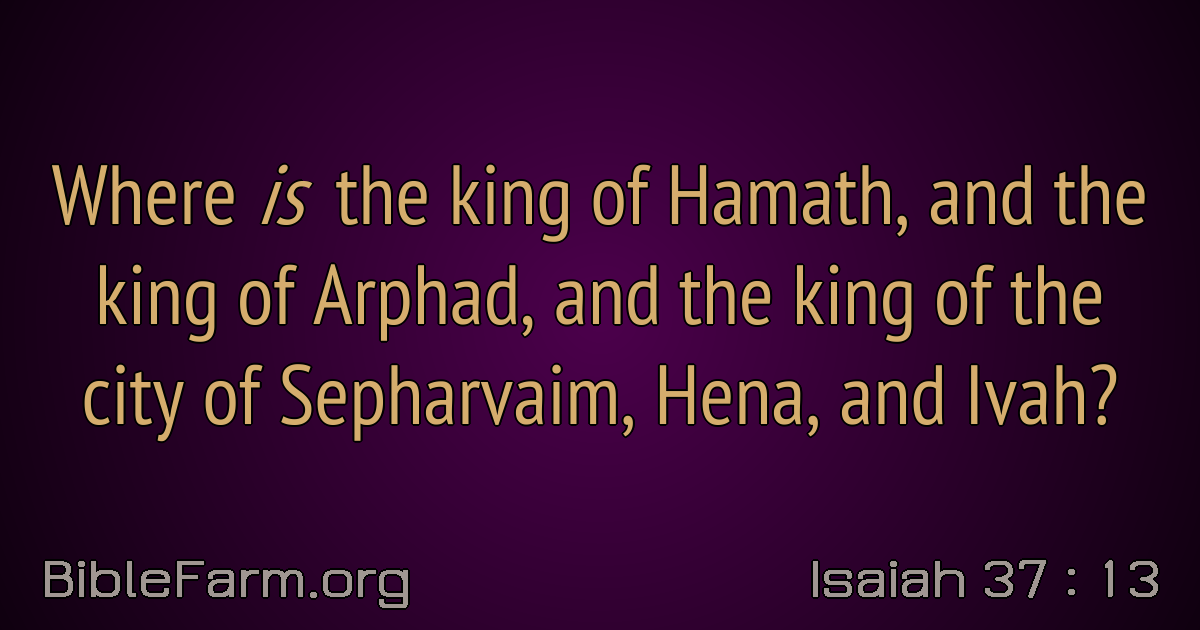 Where is the king of Hamath, and the
king of Arphad, and the king of the
city of Sepharvaim, Hena, and Ivah?
BibleFarm.org
Isaiah 37 : 13